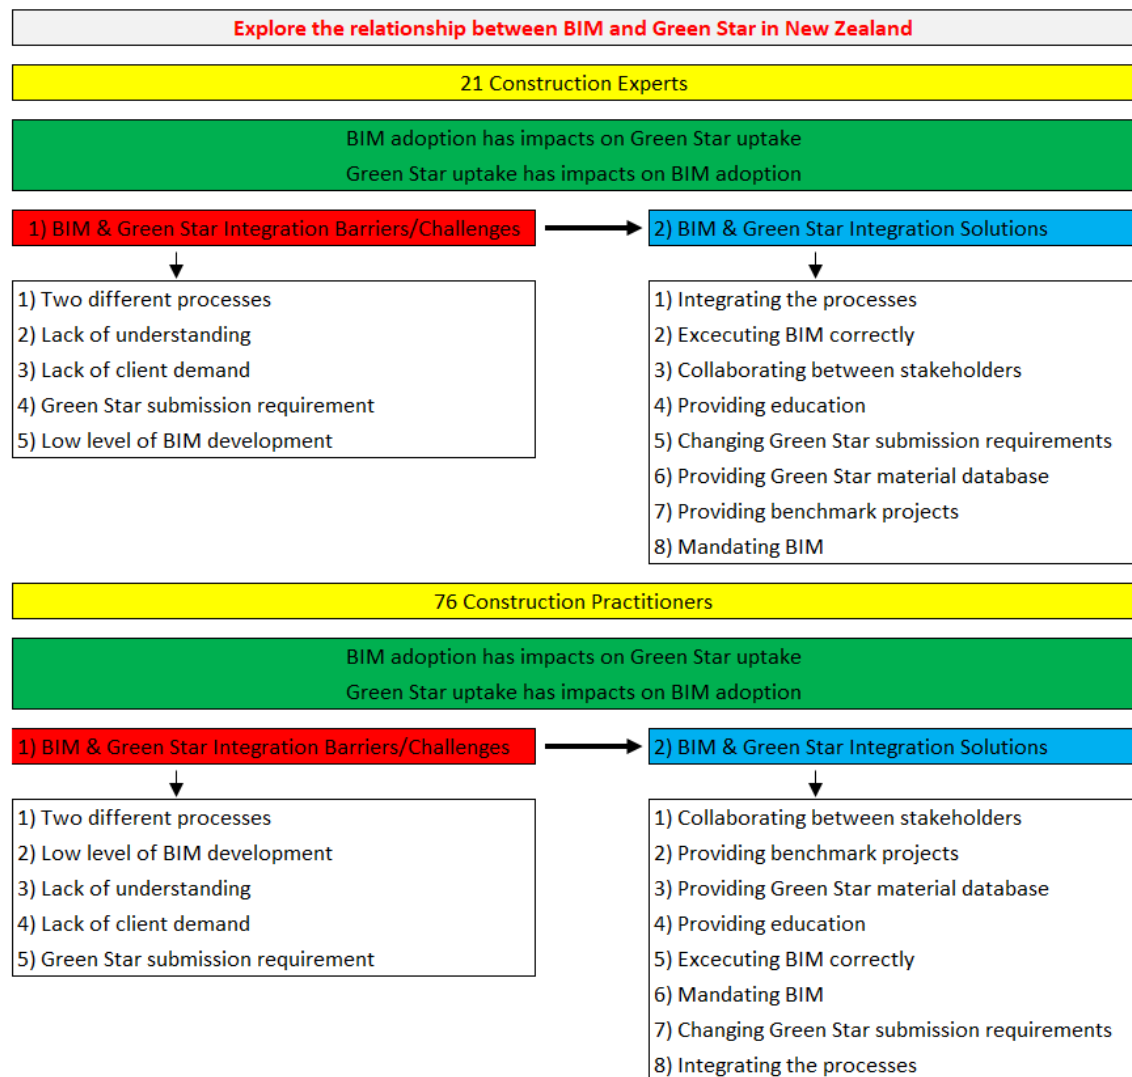 Explore the relationship between BIM and Green Star in New Zealand
21 Construction Experts
BIM adoption has impacts on Green Star uptake
Green Star uptake has impacts on BIM adoption
1) BIM & Green Star Integration Barriers/Challenges
2) BIM & Green Star Integration Solutions
1) Two different processes
2) Lack of understanding
3) Lack of client demand
4) Green Star submission requirement
5) Low level of BIM development
1) Integrating the processes
2) Excecuting BIM correctly
3) Collaborating between stakeholders
4) Providing education
5) Changing Green Star submission requirements
6) Providing Green Star material database
7) Providing benchmark projects
8) Mandating BIM
76 Construction Practitioners
BIM adoption has impacts on Green Star uptake
Green Star uptake has impacts on BIM adoption
1) BIM & Green Star Integration Barriers/Challenges
2) BIM & Green Star Integration Solutions
1) Two different processes
2) Low level of BIM development
3) Lack of understanding
4) Lack of client demand
5) Green Star submission requirement
1) Collaborating between stakeholders
2) Providing benchmark projects
3) Providing Green Star material database
4) Providing education
5) Excecuting BIM correctly
6) Mandating BIM
7) Changing Green Star submission requirements
8) Integrating the processes